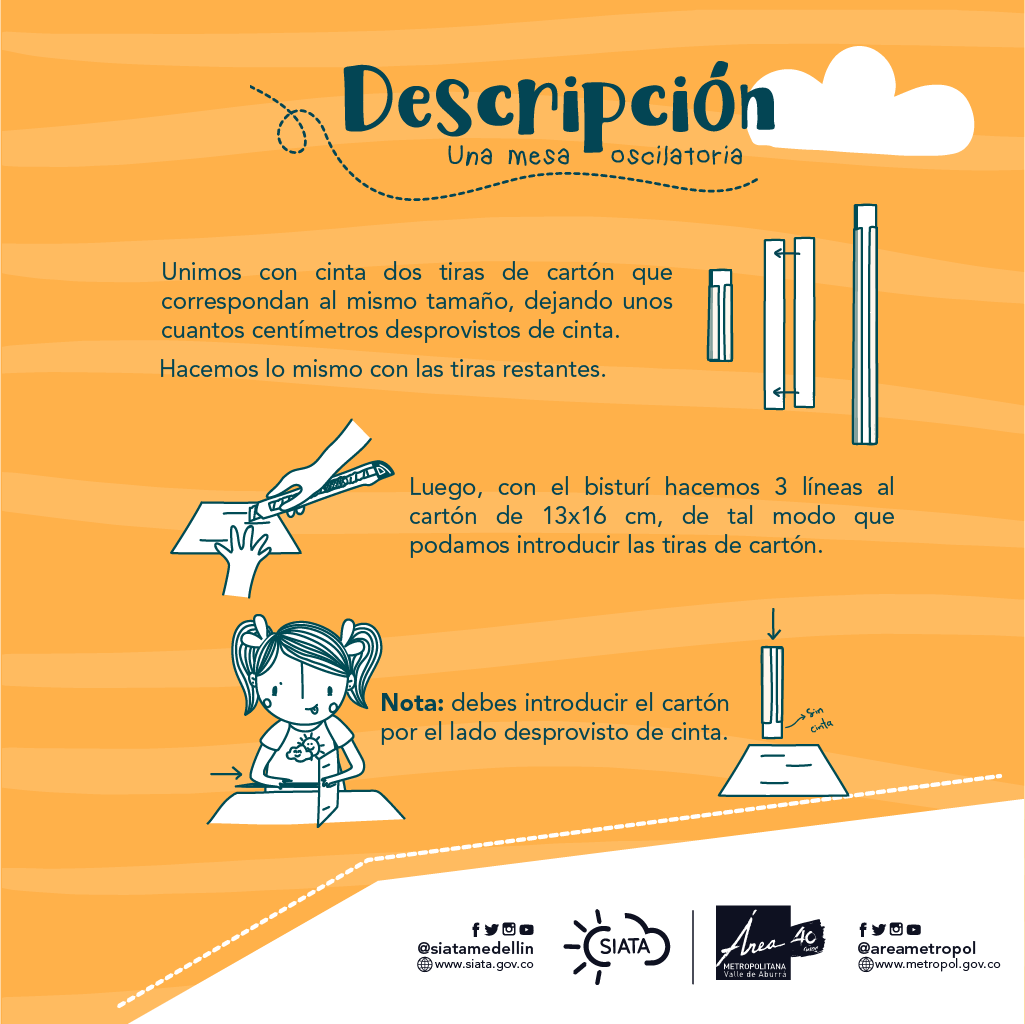 Descripción
Una mesa oscilatoria
Unimos con cinta dos tiras de cartón que
correspondan al mismo tamaño, dejando unos
cuantos centímetros desprovistos de cinta.
Hacemos lo mismo con las tiras restantes.
Luego, con el bisturí hacemos 3 líneas al
cartón de 13x16 cm, de tal modo que
podamos introducir las tiras de cartón.
Nota: debes introducir el cartón
por el lado desprovisto de cinta.
sin
cinta
@siatamedellin
www.siata.gov.co
SIATA
Área
40
METROPOLITANA
Valle de Aburrá
@areametropol
www.metropol.gov.co